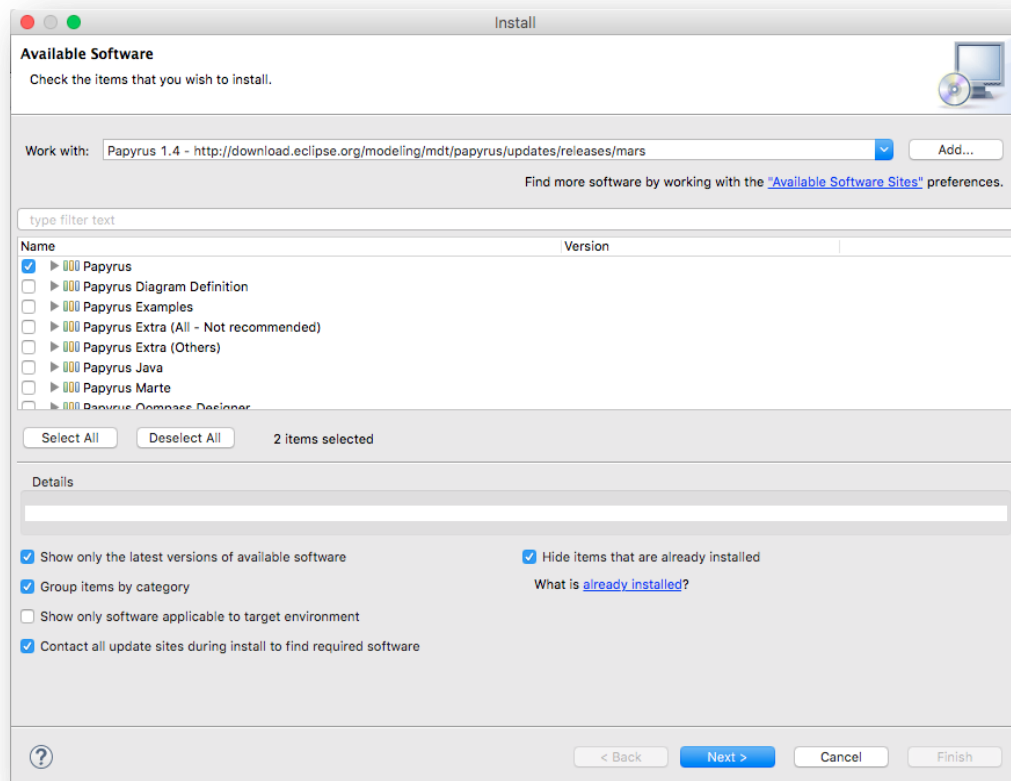 Install
Available Software
Check the items that you wish to install.
Work with: Papyrus 1.4 - http://download.eclipse.org/modeling/mdt/papyrus/updates/releases/mars Add...
Find more software by working with the "Available Software Sites" preferences.
type filter text
Name Version
Papyrus
Papyrus Diagram Definition
Papyrus Examples
Papyrus Extra (All - Not recommended)
Papyrus Extra (Others)
Papyrus Java
Papyrus Marte
Papyrus Qompass Designer
Select All Deselect All 2 items selected
Details
Show only the latest versions of available software Hide items that are already installed
Group items by category What is already installed?
Show only software applicable to target environment
Contact all update sites during install to find required software
? < Back Next > Cancel Finish